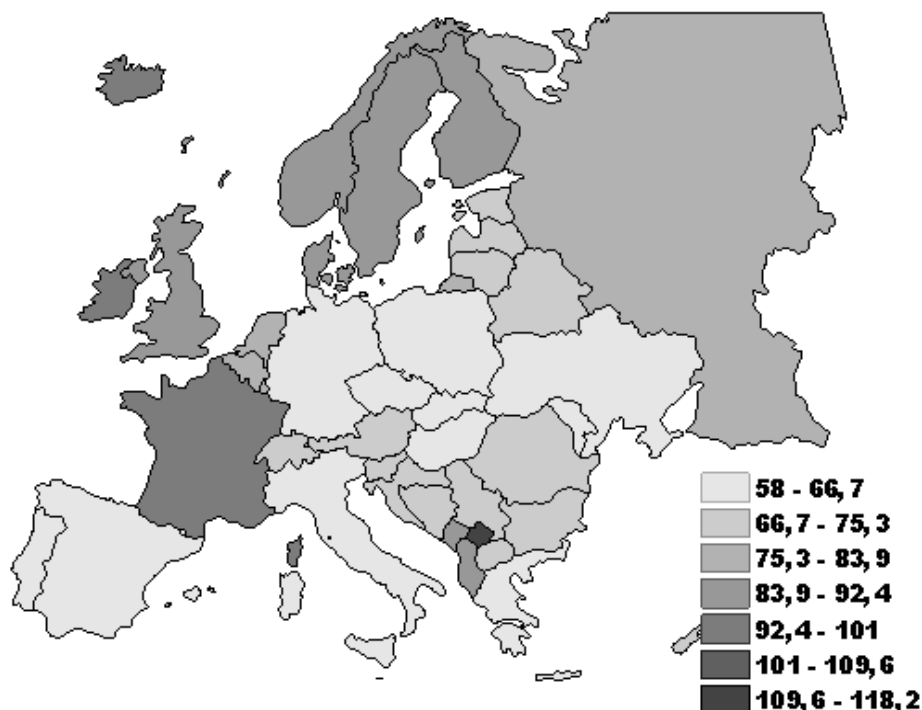 58 - 66,7
66,7 - 75,3
75,3 - 83,9
83,9 - 92,4
92,4 - 101
101 - 109,6
109,6 - 118,2